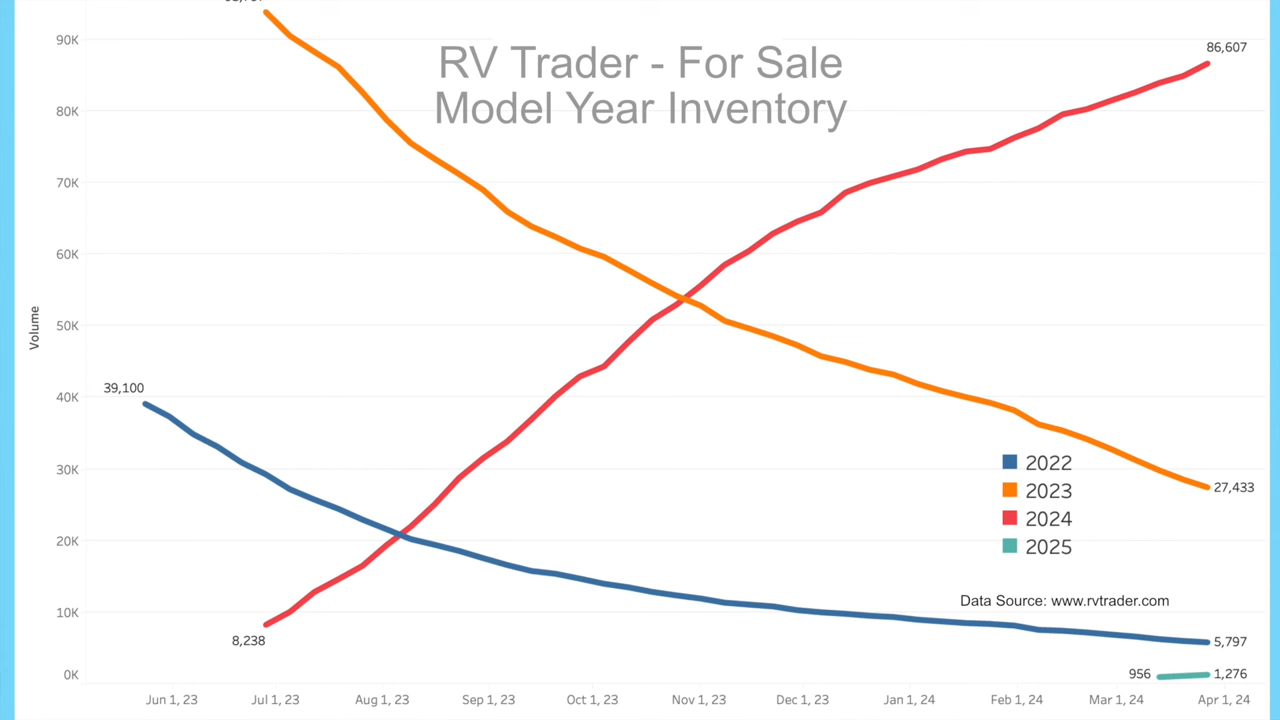 RV Trader - For Sale
Model Year Inventory
90K
80K
70K
60K
50K
40K
30K
20K
10K
0K
Volume
86,607
39,100
8,238
27,433
5,797
956
1,276
2022
2023
2024
2025
Data Source: www.rvtrader.com
Jun 1, 23
Jul 1, 23
Aug 1, 23
Sep 1, 23
Oct 1, 23
Nov 1, 23
Dec 1, 23
Jan 1, 24
Feb 1, 24
Mar 1, 24
Apr 1, 24